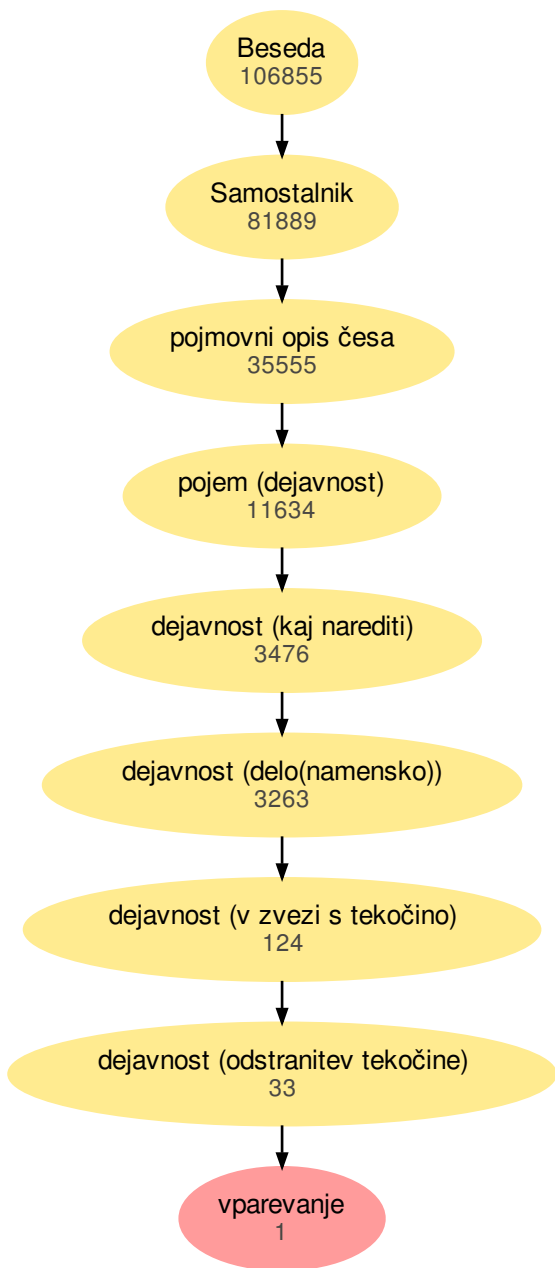 Beseda
106855
Samostalnik
81889
pojmovni opis česa
35555
pojem (dejavnost)
11634
dejavnost (kaj narediti)
3476
dejavnost (delo(namensko))
3263
dejavnost (v zvezi s tekočino)
124
dejavnost (odstranitev tekočine)
33
vparevanje
1